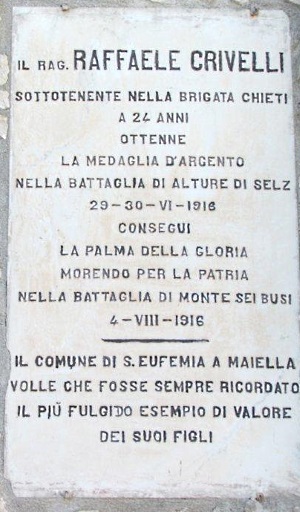 IL RAG. RAFFAELE CRIVELLI
SOTTOTENENTE NELLA BRIGATA CHIETI
A 24 ANNI
OTTENNE
LA MEDAGLIA D'ARGENTO
NELLA BATTAGLIA DI ALTURE DI SELZ
29-30-VI-1916
CONSEGUI
LA PALMA DELLA GLORIA
MORENDO PER LA PATRIA
NELLA BATTAGLIA DI MONTE SEI BUSI
4-VIII-1916
IL COMUNE DI S. EUFEMIA A MAIELLA
VOLLE CHE FOSSE SEMPRE RICORDATO
IL PIÚ FULGIDO ESEMPIO DI VALORE
DEI SUOI FIGLI